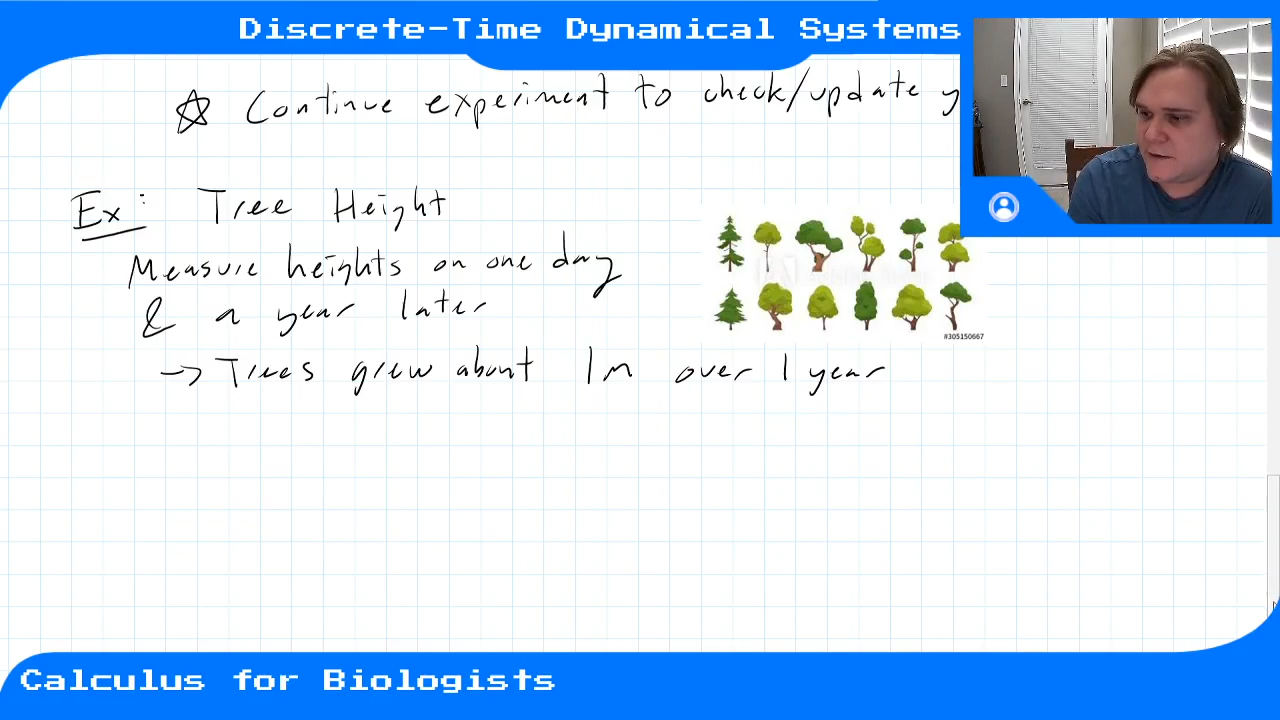 Discrete-Time Dynamical Systems
☆ Continue experiment to check/update y
Ex: Tree Height
Measure heights on one day
& a year later
→ Trees grew about 1m over 1 year
#305150667
Calculus for Biologists